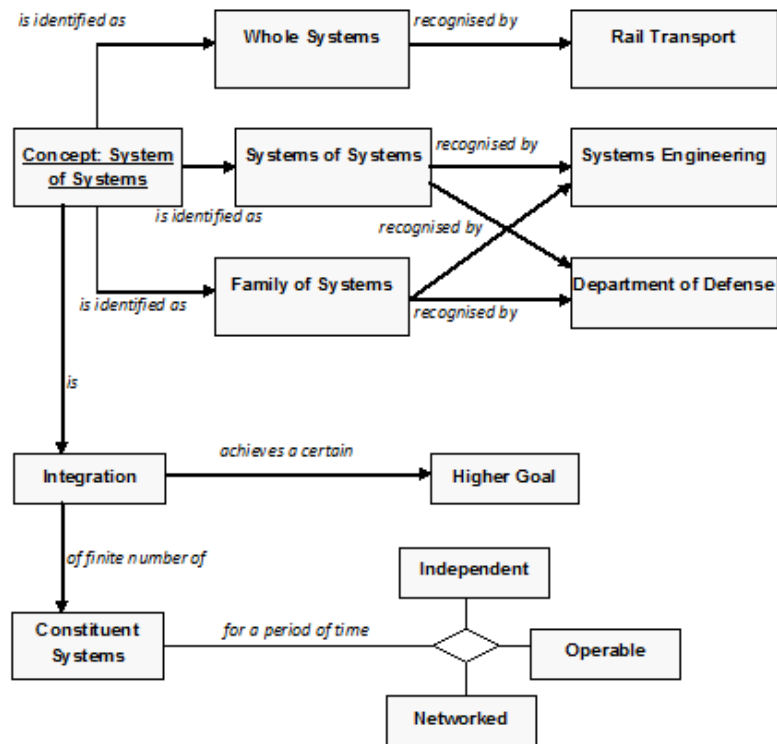 is identified as
Whole Systems
recognised by
Rail Transport
Concept: System
of Systems
Systems of Systems
recognised by
Systems Engineering
is identified as
recognised by
is identified as
Family of Systems
recognised by
Department of Defense
is
Integration
achieves a certain
Higher Goal
of finite number of
Constituent
Systems
for a period of time
Independent
Operable
Networked